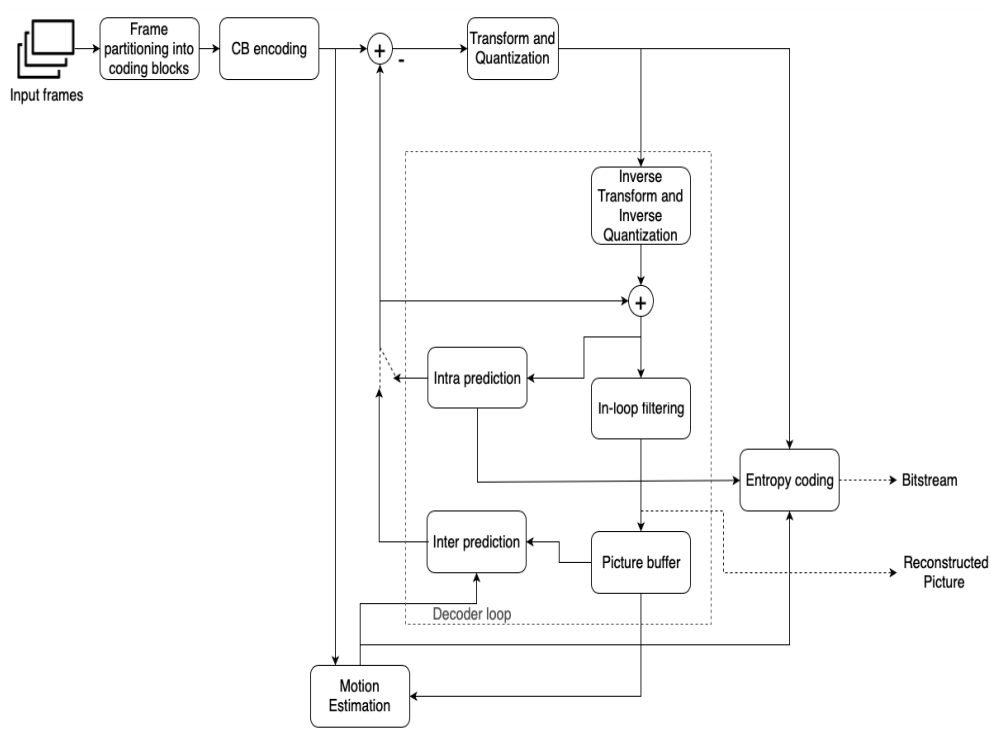 Input frames
Frame
partitioning into
coding blocks
CB encoding
+
-
Transform and
Quantization
Inverse
Transform and
Inverse
Quantization
+
Intra prediction
In-loop filtering
Entropy coding
Bitstream
Inter prediction
Picture buffer
Reconstructed
Picture
Decoder loop
Motion
Estimation